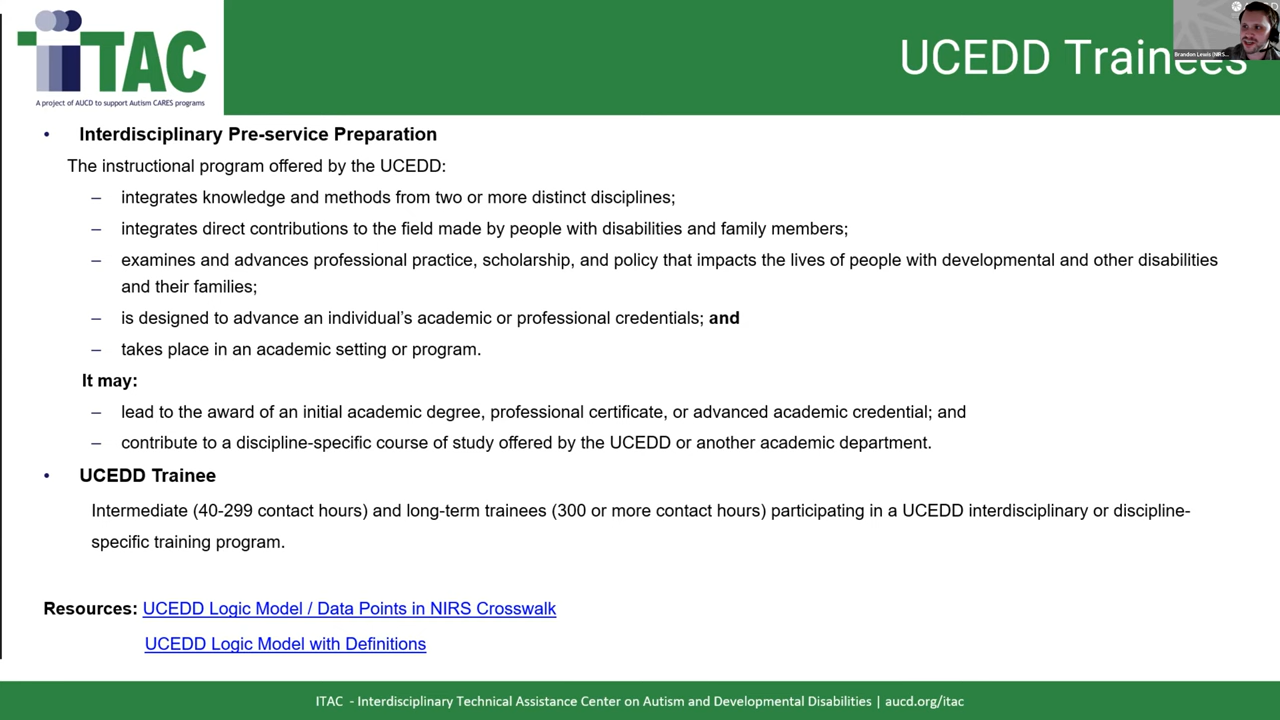 iTAC
A project of AUCD to support Autism CARES programs
UCEDD Trainees
Brandon Lewis (NIRS...
• Interdisciplinary Pre-service Preparation
The instructional program offered by the UCEDD:
– integrates knowledge and methods from two or more distinct disciplines;
– integrates direct contributions to the field made by people with disabilities and family members;
– examines and advances professional practice, scholarship, and policy that impacts the lives of people with developmental and other disabilities
and their families;
– is designed to advance an individual’s academic or professional credentials; and
– takes place in an academic setting or program.
It may:
– lead to the award of an initial academic degree, professional certificate, or advanced academic credential; and
– contribute to a discipline-specific course of study offered by the UCEDD or another academic department.
• UCEDD Trainee
Intermediate (40-299 contact hours) and long-term trainees (300 or more contact hours) participating in a UCEDD interdisciplinary or discipline-
specific training program.
Resources: UCEDD Logic Model / Data Points in NIRS Crosswalk
UCEDD Logic Model with Definitions
ITAC - Interdisciplinary Technical Assistance Center on Autism and Developmental Disabilities | aucd.org/itac